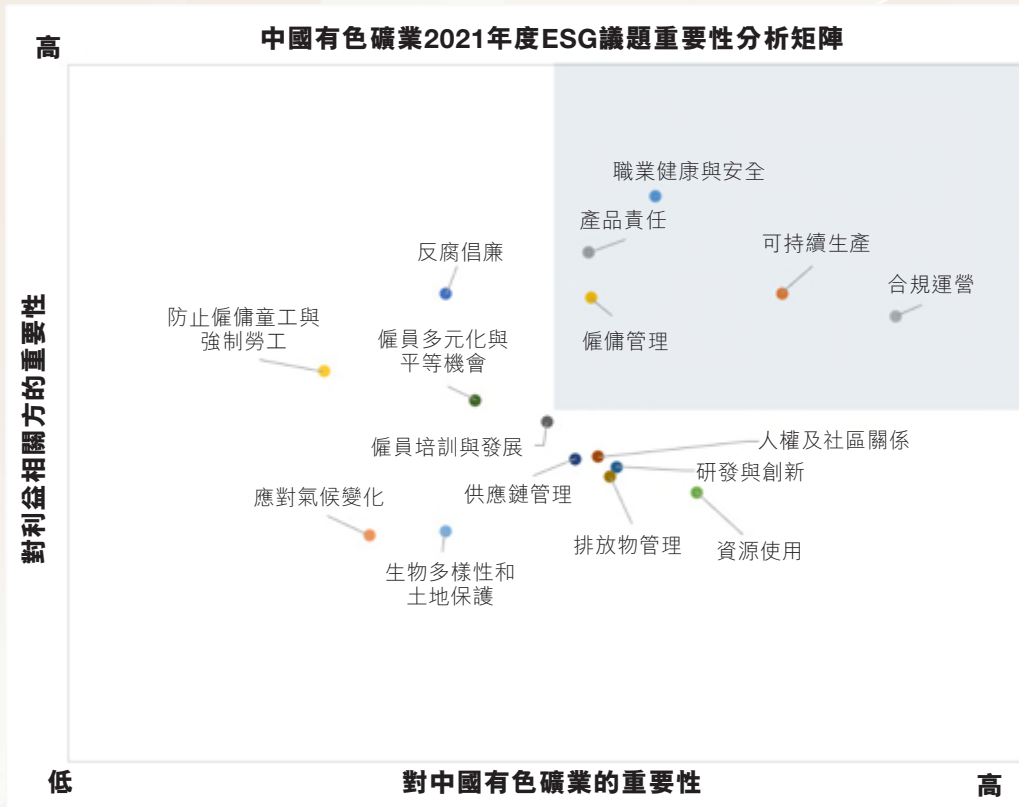 中國有色礦業2021年度ESG議題重要性分析矩陣
高
職業健康與安全
產品責任
反腐倡廉
可持續生產
合規運營
防止僱傭童工與
強制勞工
僱員多元化與
平等機會
僱傭管理
僱員培訓與發展
人權及社區關係
研發與創新
供應鏈管理
應對氣候變化
排放物管理
資源使用
生物多樣性和
土地保護
對利益相關方的重要性
低
對中國有色礦業的重要性
高